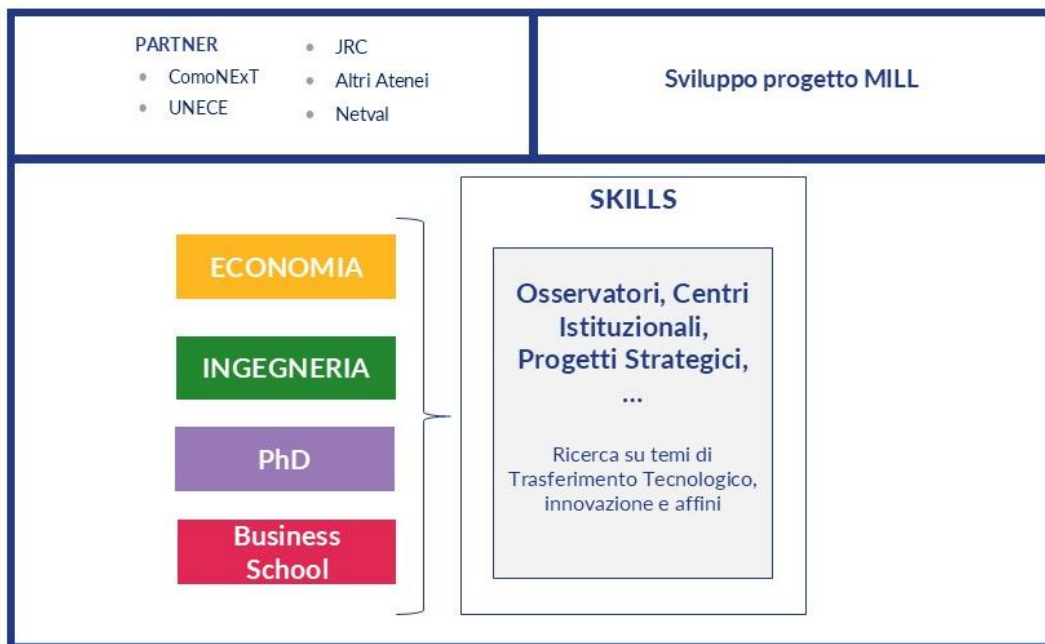 PARTNER
• ComoNExT
• UNECE
• JRC
• Altri Atenei
• Netval
Sviluppo progetto MILL
ECONOMIA
INGEGNERIA
PhD
Business
School
SKILLS
Osservatori, Centri
Istituzionali,
Progetti Strategici,
...
Ricerca su temi di
Trasferimento Tecnologico,
innovazione e affini